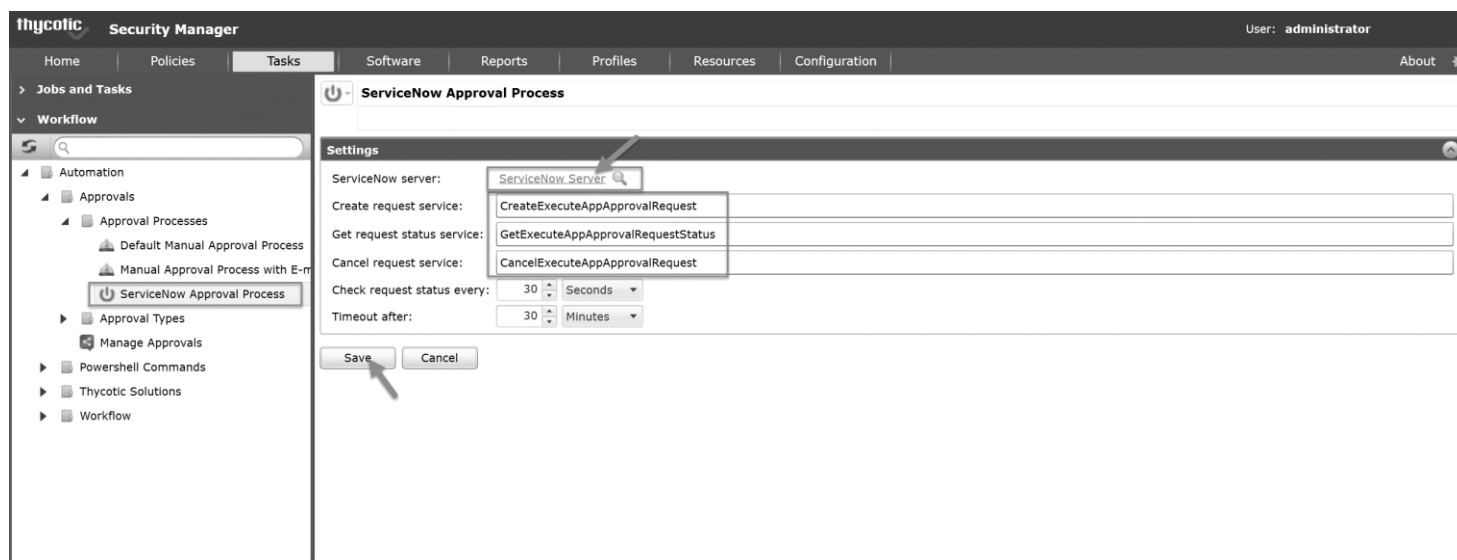 thycotic Security Manager
User: administrator
Home Policies Tasks Software Reports Profiles Resources Configuration About
Jobs and Tasks
Workflow
Automation
Approvals
Approval Processes
Default Manual Approval Process
Manual Approval Process with E-m
ServiceNow Approval Process
Approval Types
Manage Approvals
Powershell Commands
Thycotic Solutions
Workflow
ServiceNow Approval Process
Settings
ServiceNow server: ServiceNow Server
Create request service: CreateExecuteAppApprovalRequest
Get request status service: GetExecuteAppApprovalRequestStatus
Cancel request service: CancelExecuteAppApprovalRequest
Check request status every: 30 Seconds
Timeout after: 30 Minutes
Save Cancel